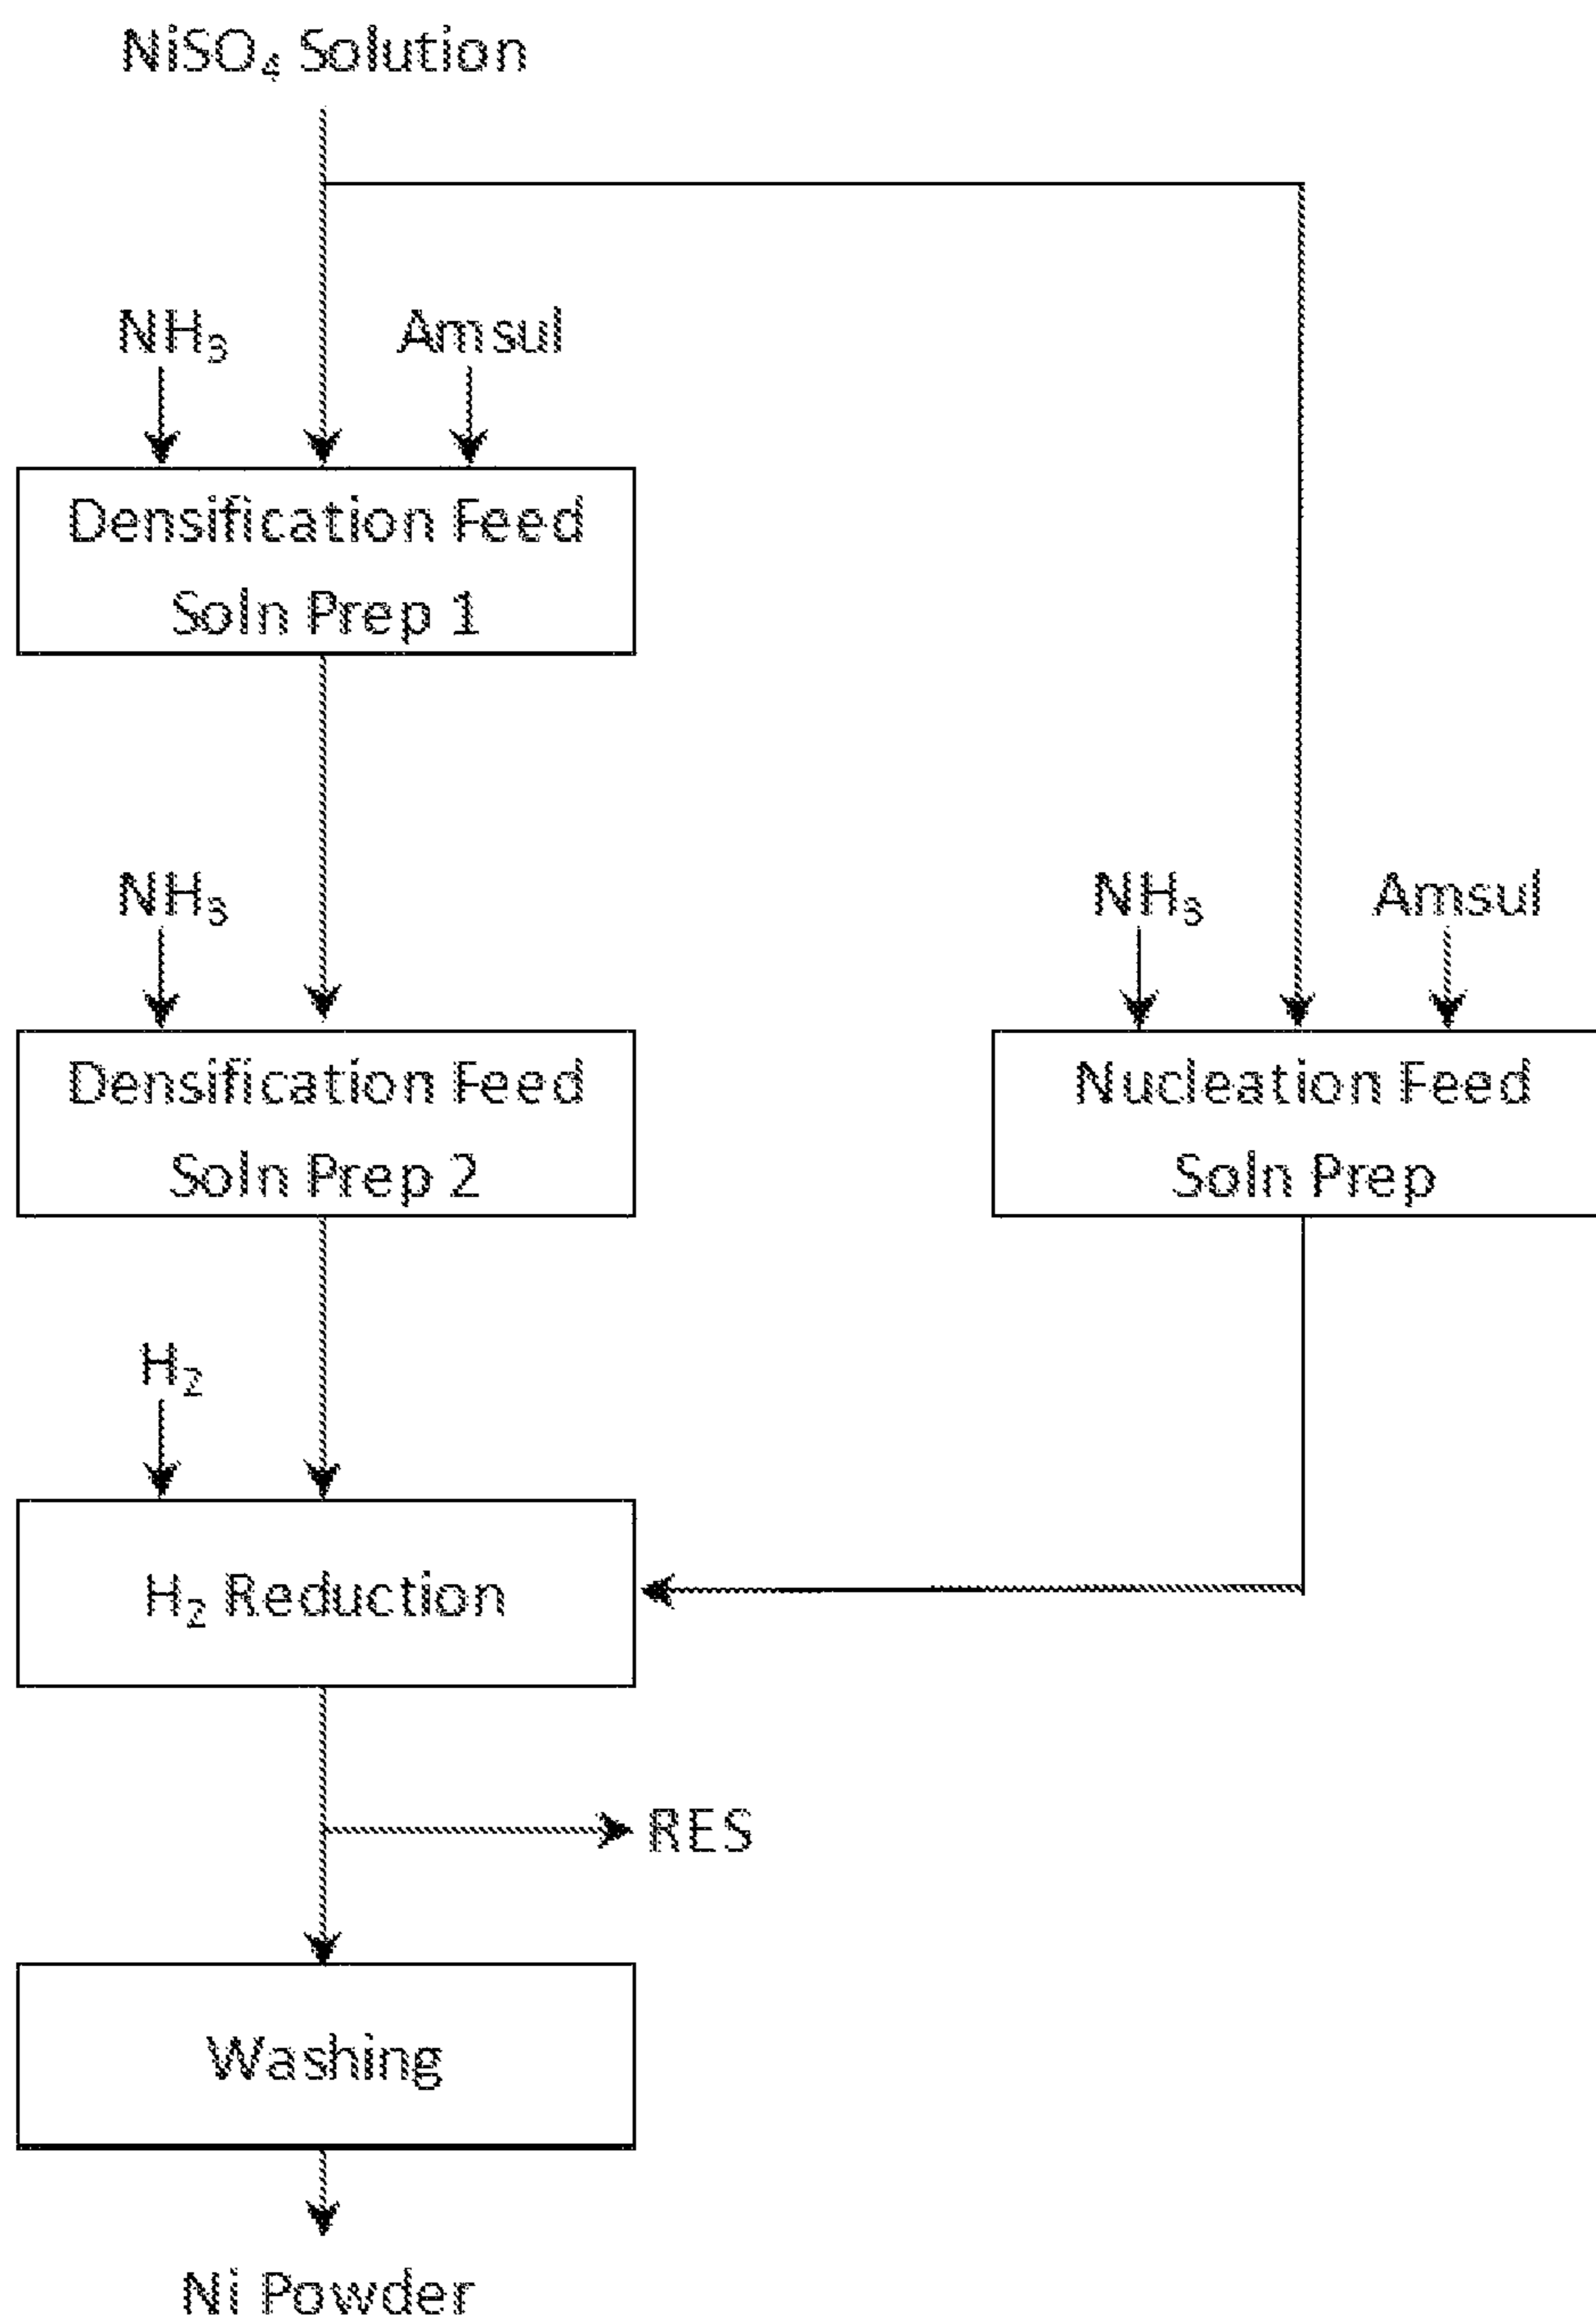 NiSO₄ Solution
NH₃ Amsul
Densification Feed
Soln Prep 1
NH₃
NH₃ Amsul
Densification Feed
Soln Prep 2
Nucleation Feed
Soln Prep
H₂
H₂ Reduction
RES
Washing
Ni Powder